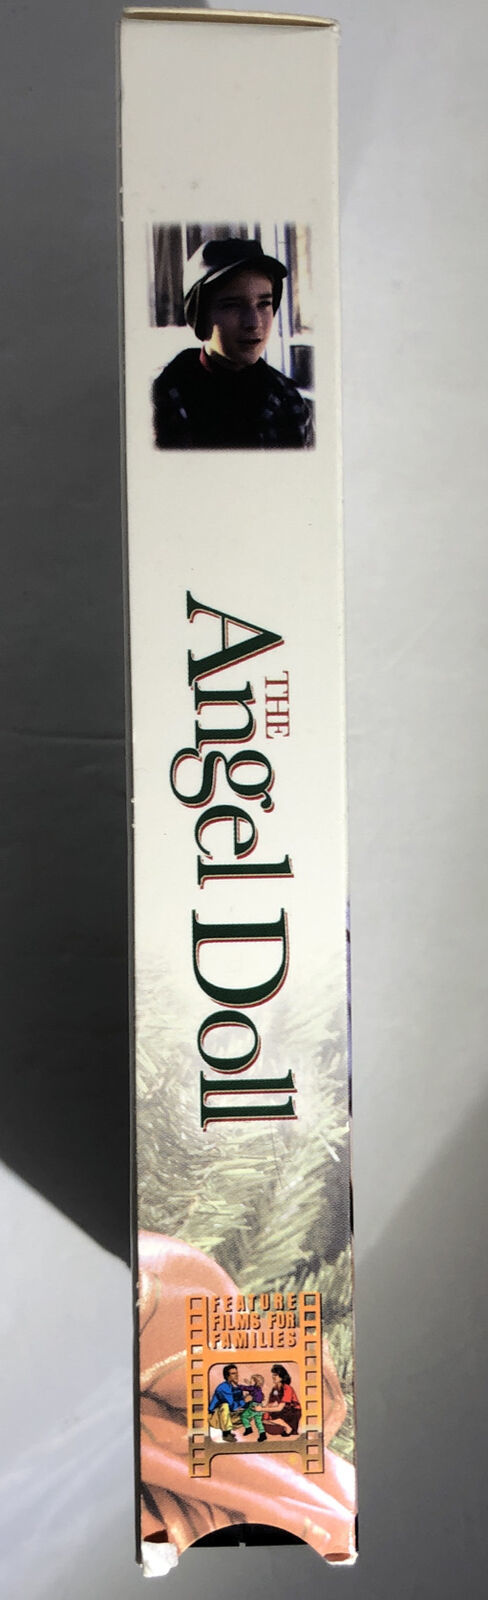 THE
Angel Doll
FEATURE
FILMS FOR
FAMILIES